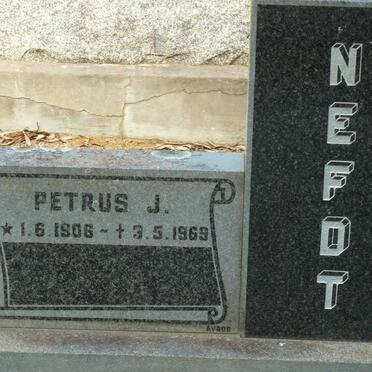 PETRUS J.
★ 1.6.1906 ~ † 3.5.1969
NEFDT